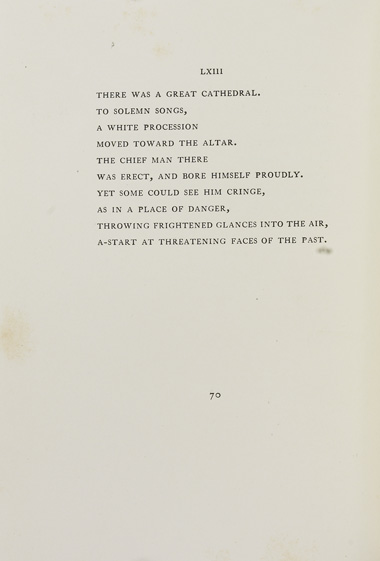 LXIII
THERE WAS A GREAT CATHEDRAL.
TO SOLEMN SONGS,
A WHITE PROCESSION
MOVED TOWARD THE ALTAR.
THE CHIEF MAN THERE
WAS ERECT, AND BORE HIMSELF PROUDLY.
YET SOME COULD SEE HIM CRINGE,
AS IN A PLACE OF DANGER,
THROWING FRIGHTENED GLANCES INTO THE AIR,
A-START AT THREATENING FACES OF THE PAST.
70